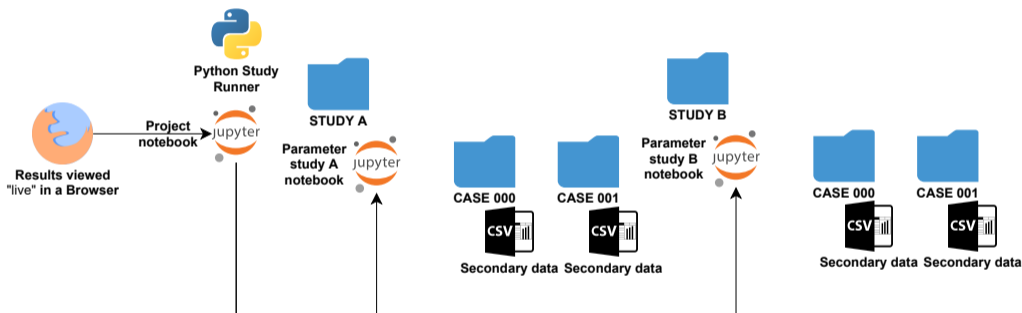 Python Study
Runner
Project
notebook
jupyter
Results viewed
"live" in a Browser
STUDY A
Parameter
study A
notebook
jupyter
CASE 000
CSV
Secondary data
CASE 001
CSV
Secondary data
STUDY B
Parameter
study B
notebook
jupyter
CASE 000
CSV
Secondary data
CASE 001
CSV
Secondary data